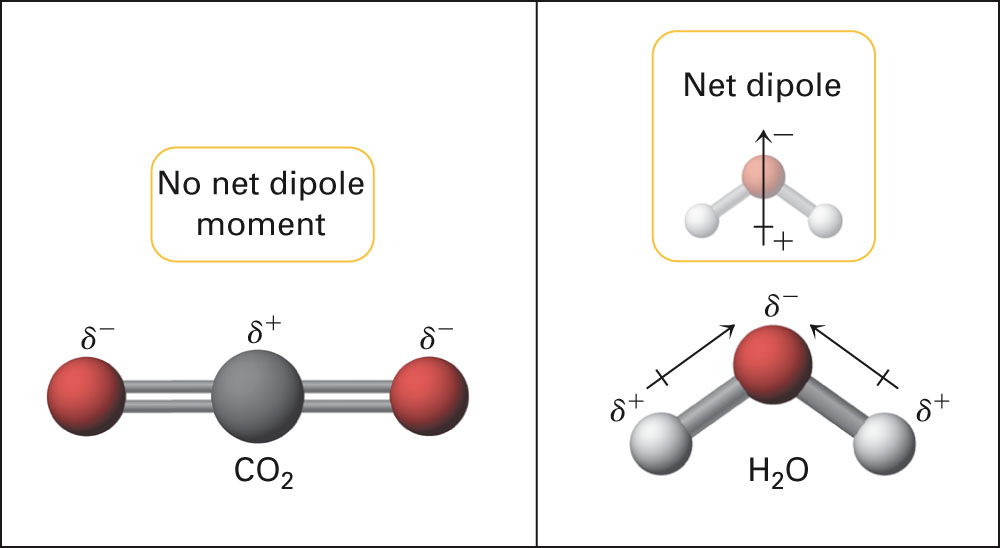 No net dipole
moment
δ⁻ δ⁺ δ⁻
CO₂
Net dipole
−
+
δ⁻
δ⁺ δ⁺
H₂O